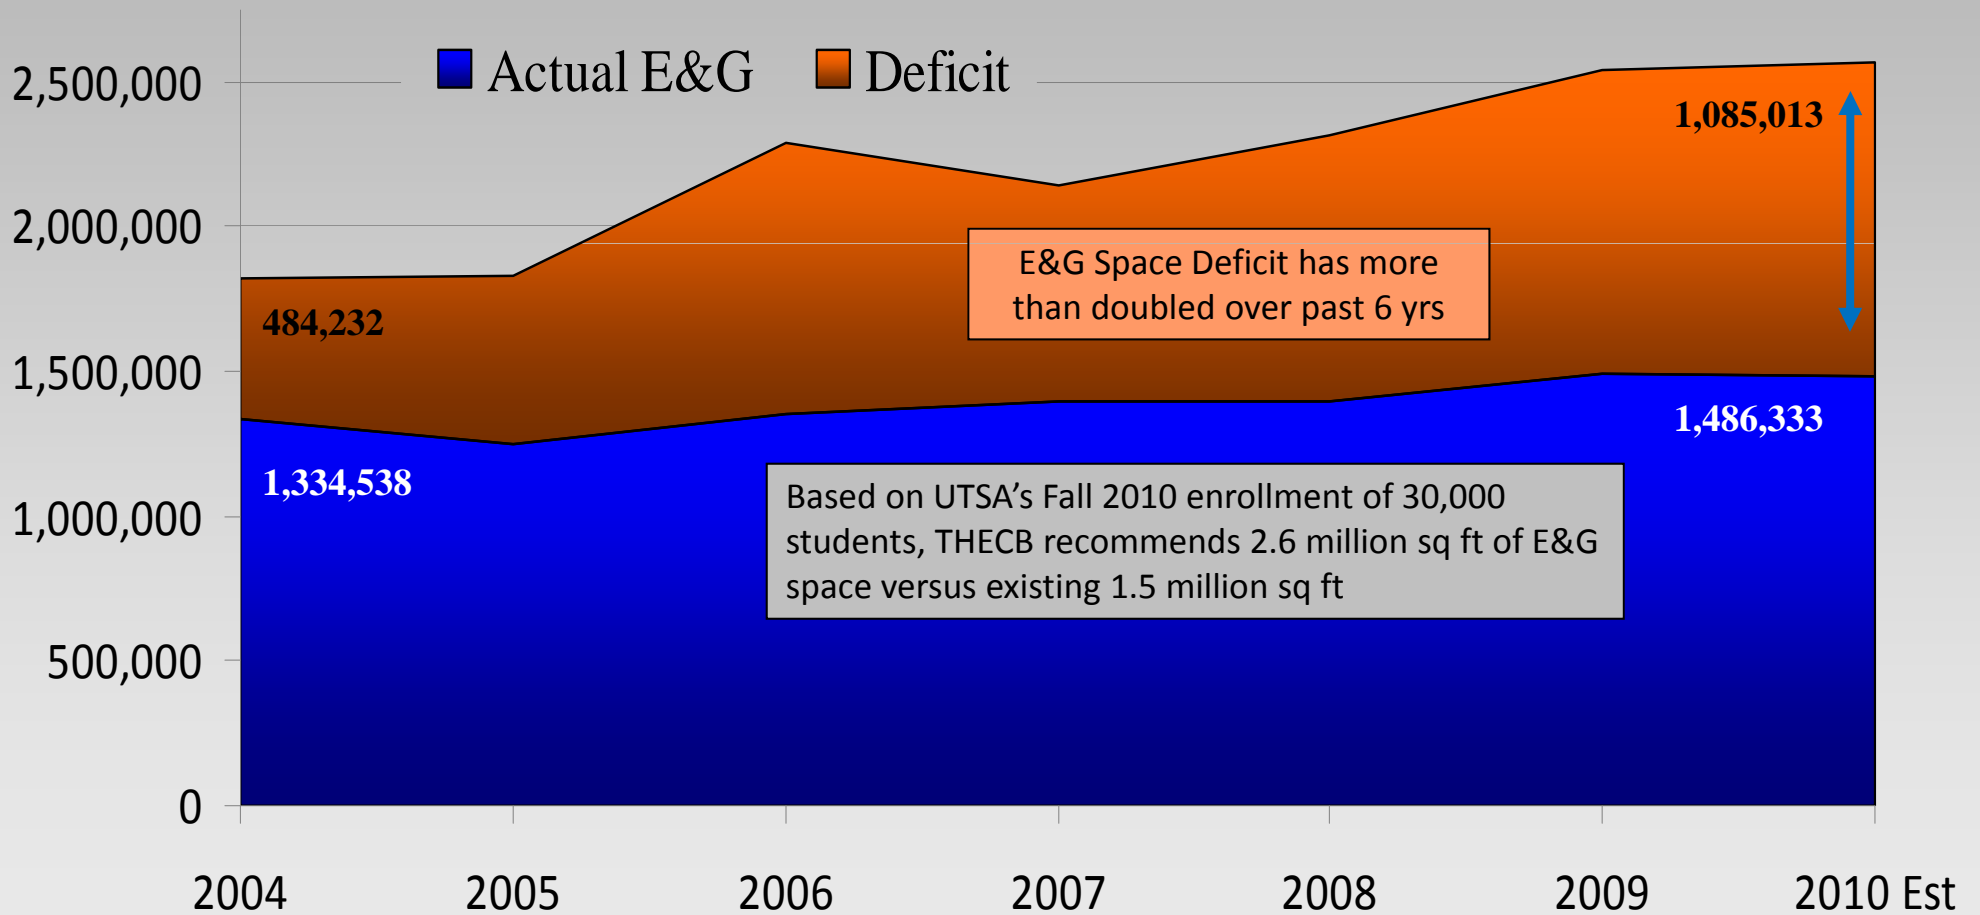 Actual E&G
Deficit
2,500,000
2,000,000
1,500,000
1,000,000
500,000
0
1,085,013
484,232
E&G Space Deficit has more
than doubled over past 6 yrs
1,486,333
1,334,538
Based on UTSA’s Fall 2010 enrollment of 30,000
students, THECB recommends 2.6 million sq ft of E&G
space versus existing 1.5 million sq ft
2004
2005
2006
2007
2008
2009
2010 Est